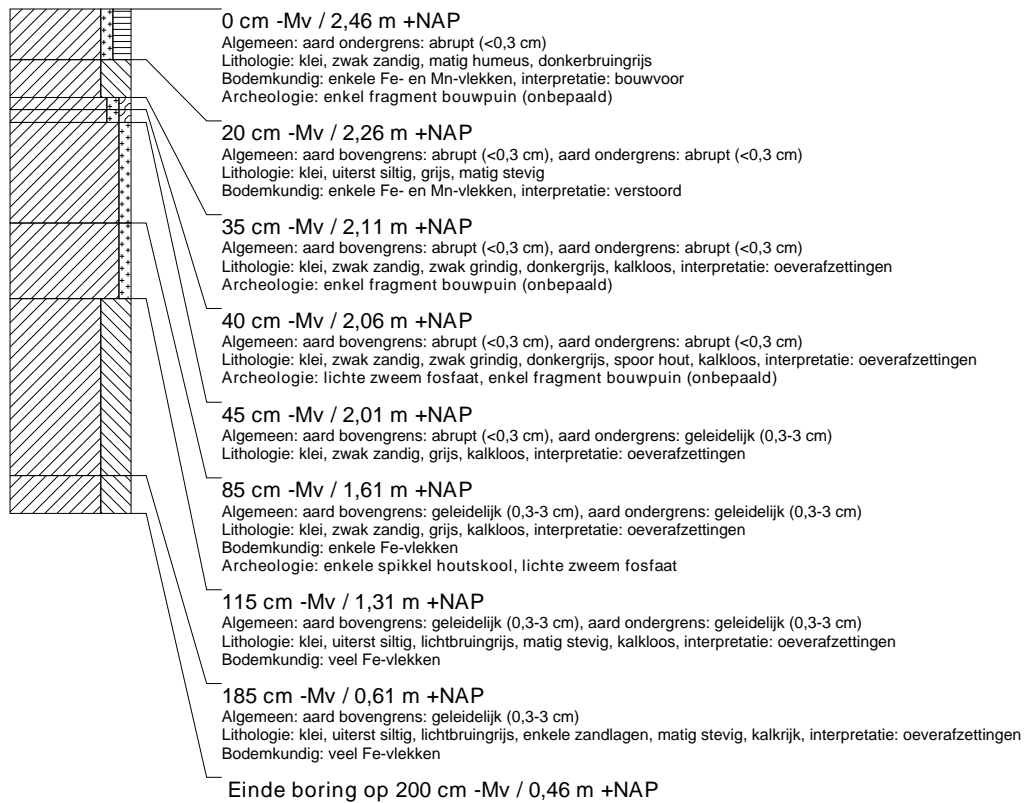 0 cm -Mv / 2,46 m +NAP
Algemeen: aard ondergrens: abrupt (<0,3 cm)
Lithologie: klei, zwak zandig, matig humeus, donkerbruingrijs
Bodemkundig: enkele Fe- en Mn-vlekken, interpretatie: bouwvoor
Archeologie: enkel fragment bouwpuin (onbepaald)
20 cm -Mv / 2,26 m +NAP
Algemeen: aard bovengrens: abrupt (<0,3 cm), aard ondergrens: abrupt (<0,3 cm)
Lithologie: klei, uiterst siltig, grijs, matig stevig
Bodemkundig: enkele Fe- en Mn-vlekken, interpretatie: verstoord
35 cm -Mv / 2,11 m +NAP
Algemeen: aard bovengrens: abrupt (<0,3 cm), aard ondergrens: abrupt (<0,3 cm)
Lithologie: klei, zwak zandig, zwak grindig, donkergrijs, kalkloos, interpretatie: oeverafzettingen
Archeologie: enkel fragment bouwpuin (onbepaald)
40 cm -Mv / 2,06 m +NAP
Algemeen: aard bovengrens: abrupt (<0,3 cm), aard ondergrens: abrupt (<0,3 cm)
Lithologie: klei, zwak zandig, zwak grindig, donkergrijs, spoor hout, kalkloos, interpretatie: oeverafzettingen
Archeologie: lichte zweem fosfaat, enkel fragment bouwpuin (onbepaald)
45 cm -Mv / 2,01 m +NAP
Algemeen: aard bovengrens: abrupt (<0,3 cm), aard ondergrens: geleidelijk (0,3-3 cm)
Lithologie: klei, zwak zandig, grijs, kalkloos, interpretatie: oeverafzettingen
85 cm -Mv / 1,61 m +NAP
Algemeen: aard bovengrens: geleidelijk (0,3-3 cm), aard ondergrens: geleidelijk (0,3-3 cm)
Lithologie: klei, zwak zandig, grijs, kalkloos, interpretatie: oeverafzettingen
Bodemkundig: enkele Fe-vlekken
Archeologie: enkele spikkel houtskool, lichte zweem fosfaat
115 cm -Mv / 1,31 m +NAP
Algemeen: aard bovengrens: geleidelijk (0,3-3 cm), aard ondergrens: geleidelijk (0,3-3 cm)
Lithologie: klei, uiterst siltig, lichtbruingrijs, matig stevig, kalkloos, interpretatie: oeverafzettingen
Bodemkundig: veel Fe-vlekken
185 cm -Mv / 0,61 m +NAP
Algemeen: aard bovengrens: geleidelijk (0,3-3 cm)
Lithologie: klei, uiterst siltig, lichtbruingrijs, enkele zandlagen, matig stevig, kalkrijk, interpretatie: oeverafzettingen
Bodemkundig: veel Fe-vlekken
Einde boring op 200 cm -Mv / 0,46 m +NAP